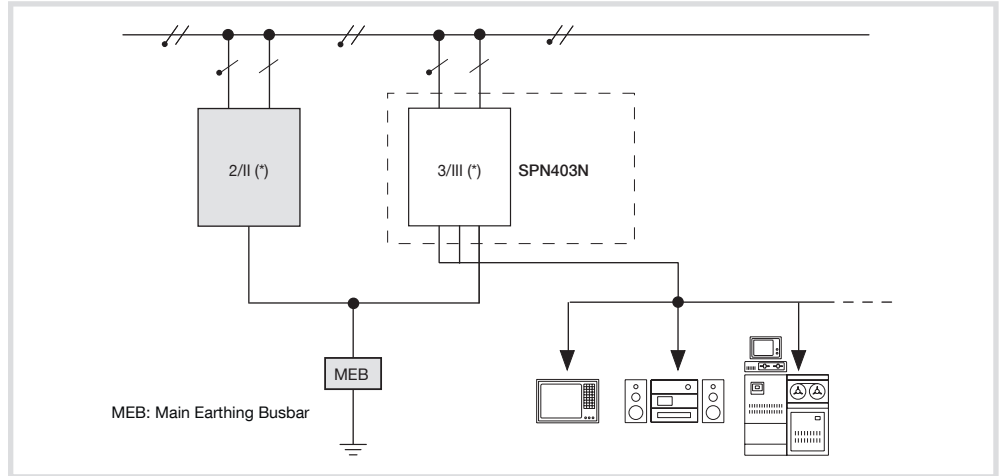 2/II (*)
3/III (*)
SPN403N
MEB
MEB: Main Earthing Busbar